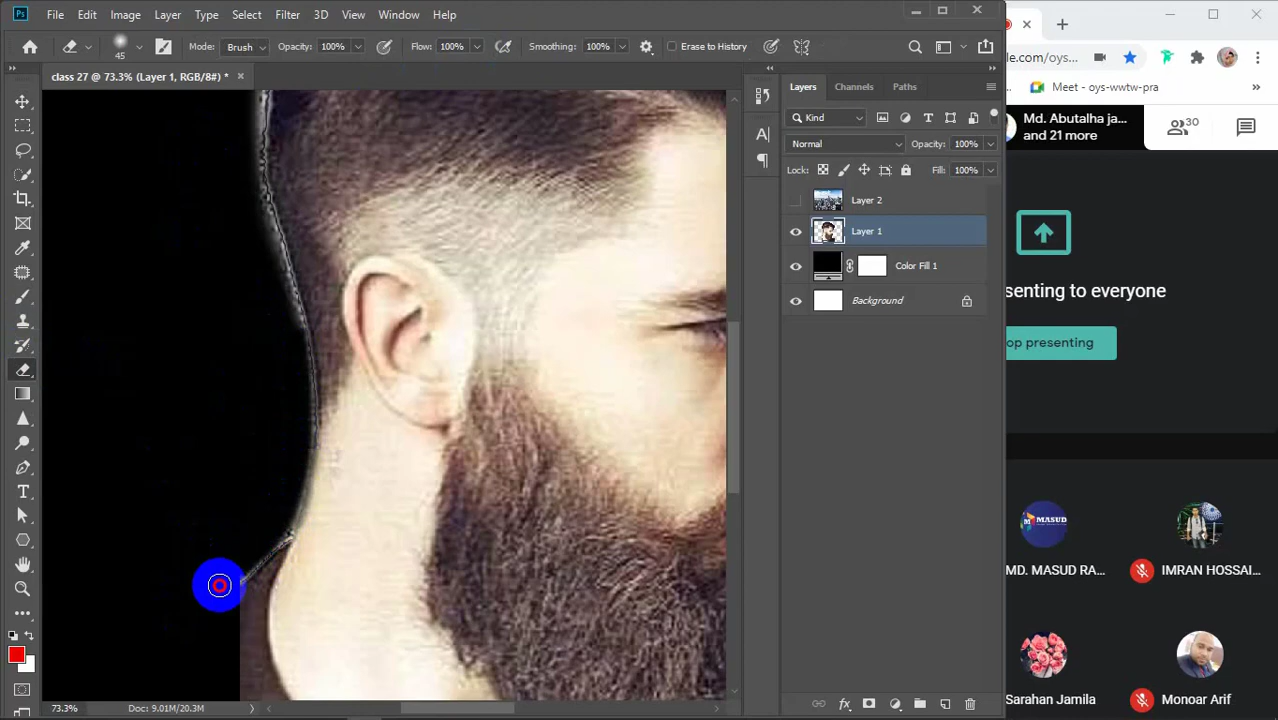 Ps File Edit Image Layer Type Select Filter 3D View Window Help
45 Mode: Brush Opacity: 100% Flow: 100% Smoothing: 100% Erase to History
class 27 @ 73.3% (Layer 1, RGB/8#) * ×
Layers Channels Paths
Kind
Normal Opacity: 100%
Lock: Fill: 100%
Layer 2
Layer 1
Color Fill 1
Background
73.3% Doc: 9.01M/20.3M
le.com/oys...
Meet - oys-wwtw-pra
Md. Abutalha ja...
and 21 more
30
senting to everyone
op presenting
MASUD
MD. MASUD RA...
IMRAN HOSSAI...
Sarahan Jamila
Monoar Arif